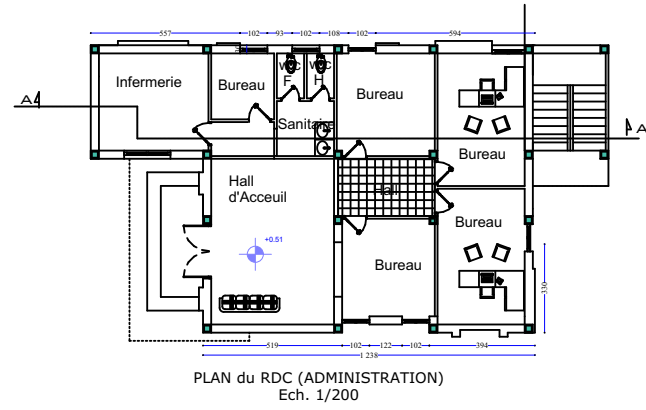 557 102 93 102 108 102 594
WC WC
F H
Infermerie
Bureau
Bureau
A A
Sanitaire
Bureau
Hall
d'Acceuil
Hall
Bureau
+0.51
Bureau
330
519 102 122 102 394
1 238
PLAN du RDC (ADMINISTRATION)
Ech. 1/200